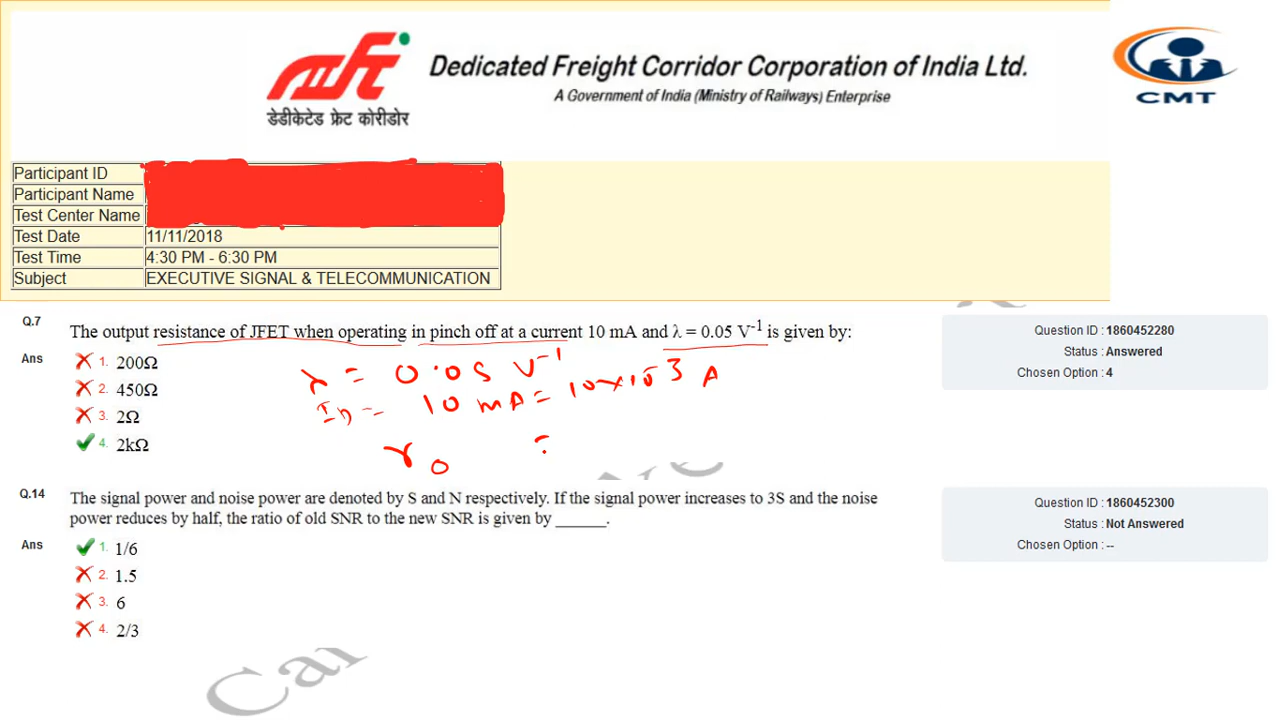 Dedicated Freight Corridor Corporation of India Ltd.
A Government of India (Ministry of Railways) Enterprise
डेडीकेटेड फ्रेट कोरीडोर
CMT
Participant ID
Participant Name
Test Center Name
Test Date 11/11/2018
Test Time 4:30 PM - 6:30 PM
Subject EXECUTIVE SIGNAL & TELECOMMUNICATION
Q.7 The output resistance of JFET when operating in pinch off at a current 10 mA and λ = 0.05 V⁻¹ is given by:
Ans 1. 200Ω
2. 450Ω
3. 2Ω
4. 2kΩ
Question ID : 1860452280
Status : Answered
Chosen Option : 4
λ = 0.05 V⁻¹
I_D = 10 mA = 10×10⁻³ A
r₀ =
Q.14 The signal power and noise power are denoted by S and N respectively. If the signal power increases to 3S and the noise
power reduces by half, the ratio of old SNR to the new SNR is given by ______.
Ans 1. 1/6
2. 1.5
3. 6
4. 2/3
Question ID : 1860452300
Status : Not Answered
Chosen Option : --